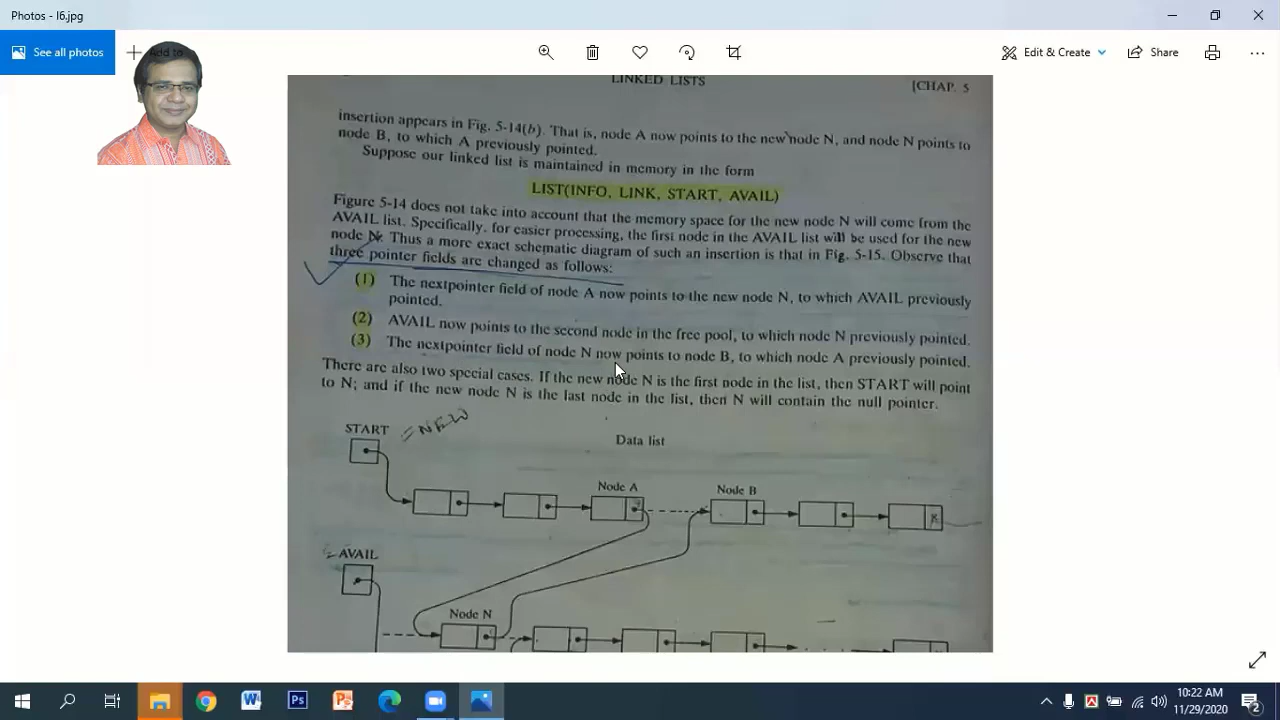 Photos - l6.jpg
See all photos
Add to
Edit & Create
Share
LINKED LISTS
[CHAP. 5
insertion appears in Fig. 5-14(b). That is, node A now points to the new node N, and node N points to
node B, to which A previously pointed.
Suppose our linked list is maintained in memory in the form
LIST(INFO, LINK, START, AVAIL)
Figure 5-14 does not take into account that the memory space for the new node N will come from the
AVAIL list. Specifically, for easier processing, the first node in the AVAIL list will be used for the new
node N. Thus a more exact schematic diagram of such an insertion is that in Fig. 5-15. Observe that
three pointer fields are changed as follows:
(1) The nextpointer field of node A now points to the new node N, to which AVAIL previously
pointed.
(2) AVAIL now points to the second node in the free pool, to which node N previously pointed.
(3) The nextpointer field of node N now points to node B, to which node A previously pointed.
There are also two special cases. If the new node N is the first node in the list, then START will point
to N; and if the new node N is the last node in the list, then N will contain the null pointer.
START
= NEW
Data list
Node A
Node B
AVAIL
Node N
10:22 AM
11/29/2020
2